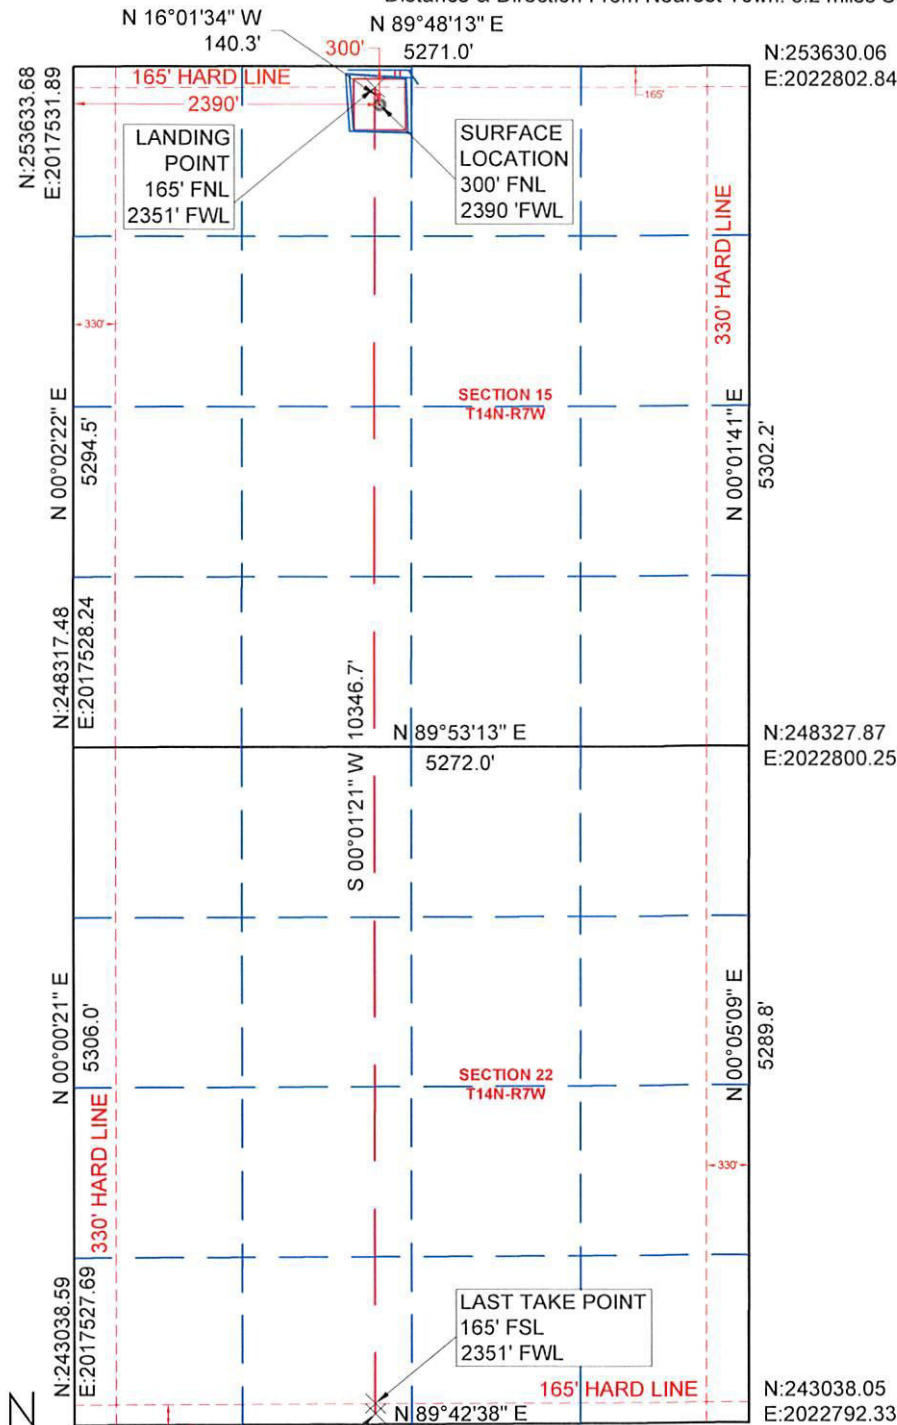 N 16°01'34" W
140.3'
N 89°48'13" E
5271.0'
300'
N:253630.06
E:2022802.84
N:253633.68
E:2017531.89
165' HARD LINE
2390'
165'
LANDING
POINT
165' FNL
2351' FWL
SURFACE
LOCATION
300' FNL
2390 'FWL
330' HARD LINE
330'
SECTION 15
T14N-R7W
N 00°02'22" E
5294.5'
N 00°01'41" E
5302.2'
N:248317.48
E:2017528.24
S 00°01'21" W 10346.7'
N 89°53'13" E
5272.0'
N:248327.87
E:2022800.25
N 00°00'21" E
5306.0'
N 00°05'09" E
5289.8'
SECTION 22
T14N-R7W
330' HARD LINE
330'
LAST TAKE POINT
165' FSL
2351' FWL
N:243038.59
E:2017527.69
165' HARD LINE
N 89°42'38" E
N:243038.05
E:2022792.33